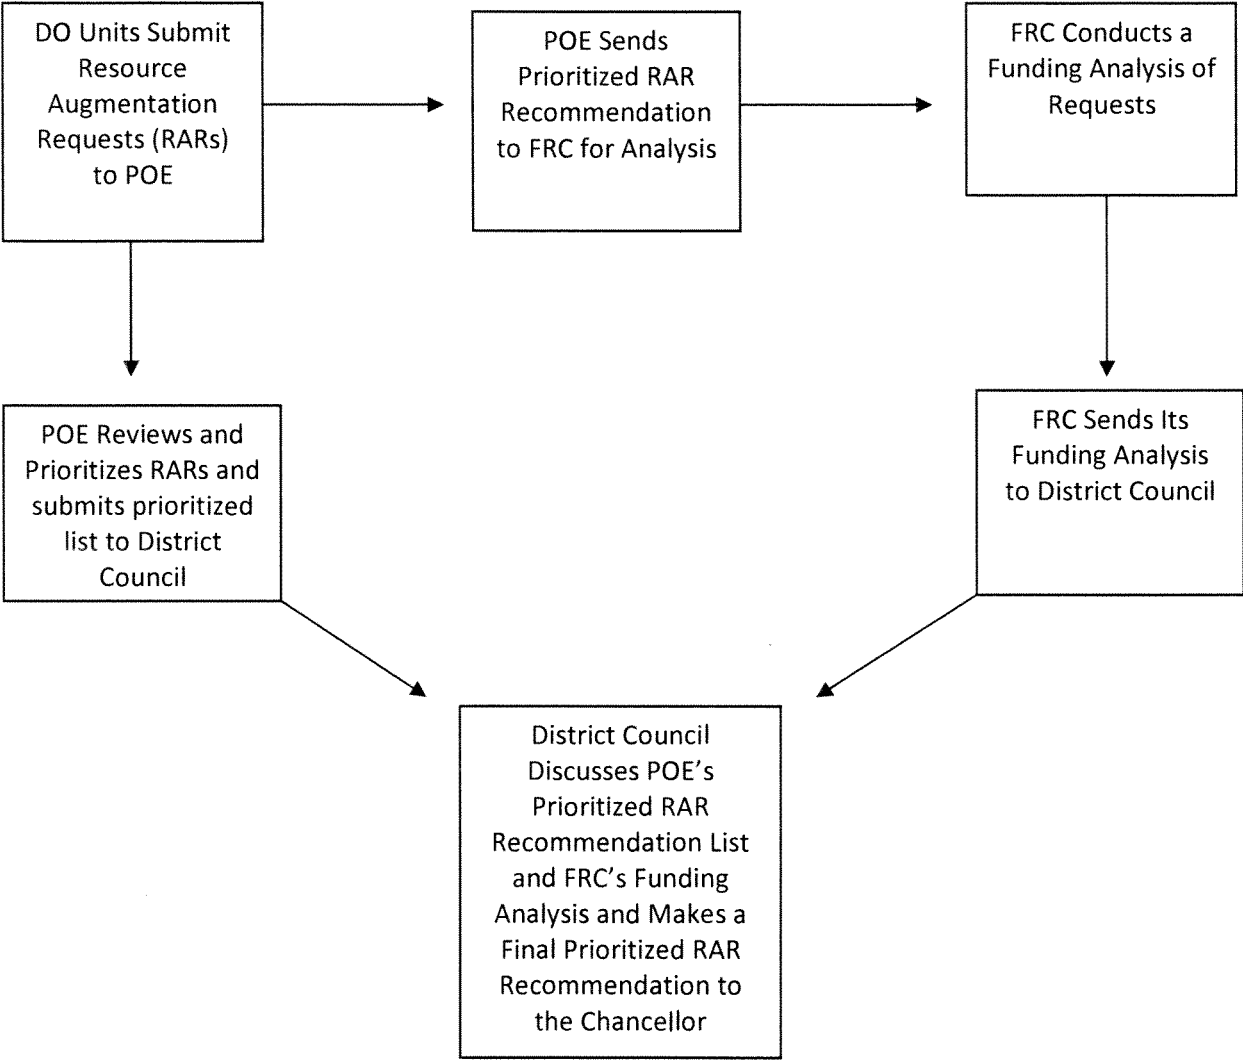 DO Units Submit
Resource
Augmentation
Requests (RARs)
to POE
POE Sends
Prioritized RAR
Recommendation
to FRC for Analysis
FRC Conducts a
Funding Analysis of
Requests
POE Reviews and
Prioritizes RARs and
submits prioritized
list to District
Council
FRC Sends Its
Funding Analysis
to District Council
District Council
Discusses POE’s
Prioritized RAR
Recommendation List
and FRC’s Funding
Analysis and Makes a
Final Prioritized RAR
Recommendation to
the Chancellor